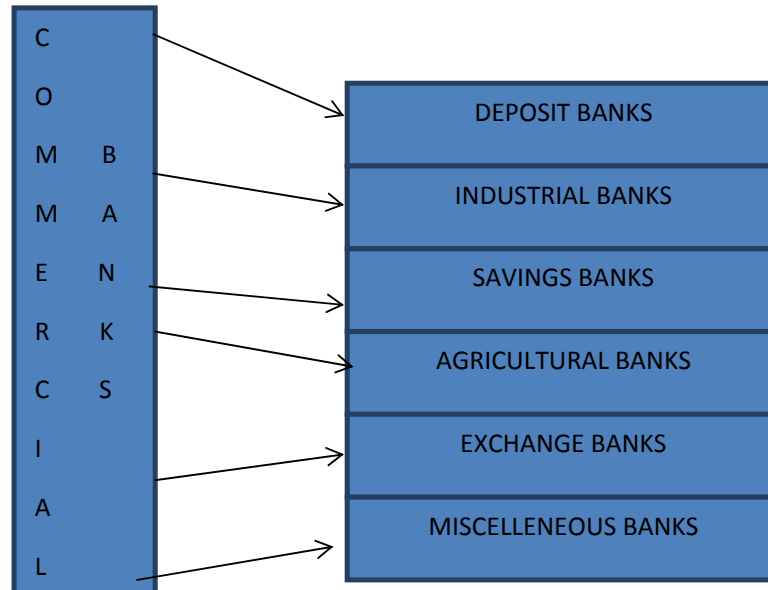 C
O
M
M
E
R
C
I
A
L
B
A
N
K
S
DEPOSIT BANKS
INDUSTRIAL BANKS
SAVINGS BANKS
AGRICULTURAL BANKS
EXCHANGE BANKS
MISCELLENEOUS BANKS